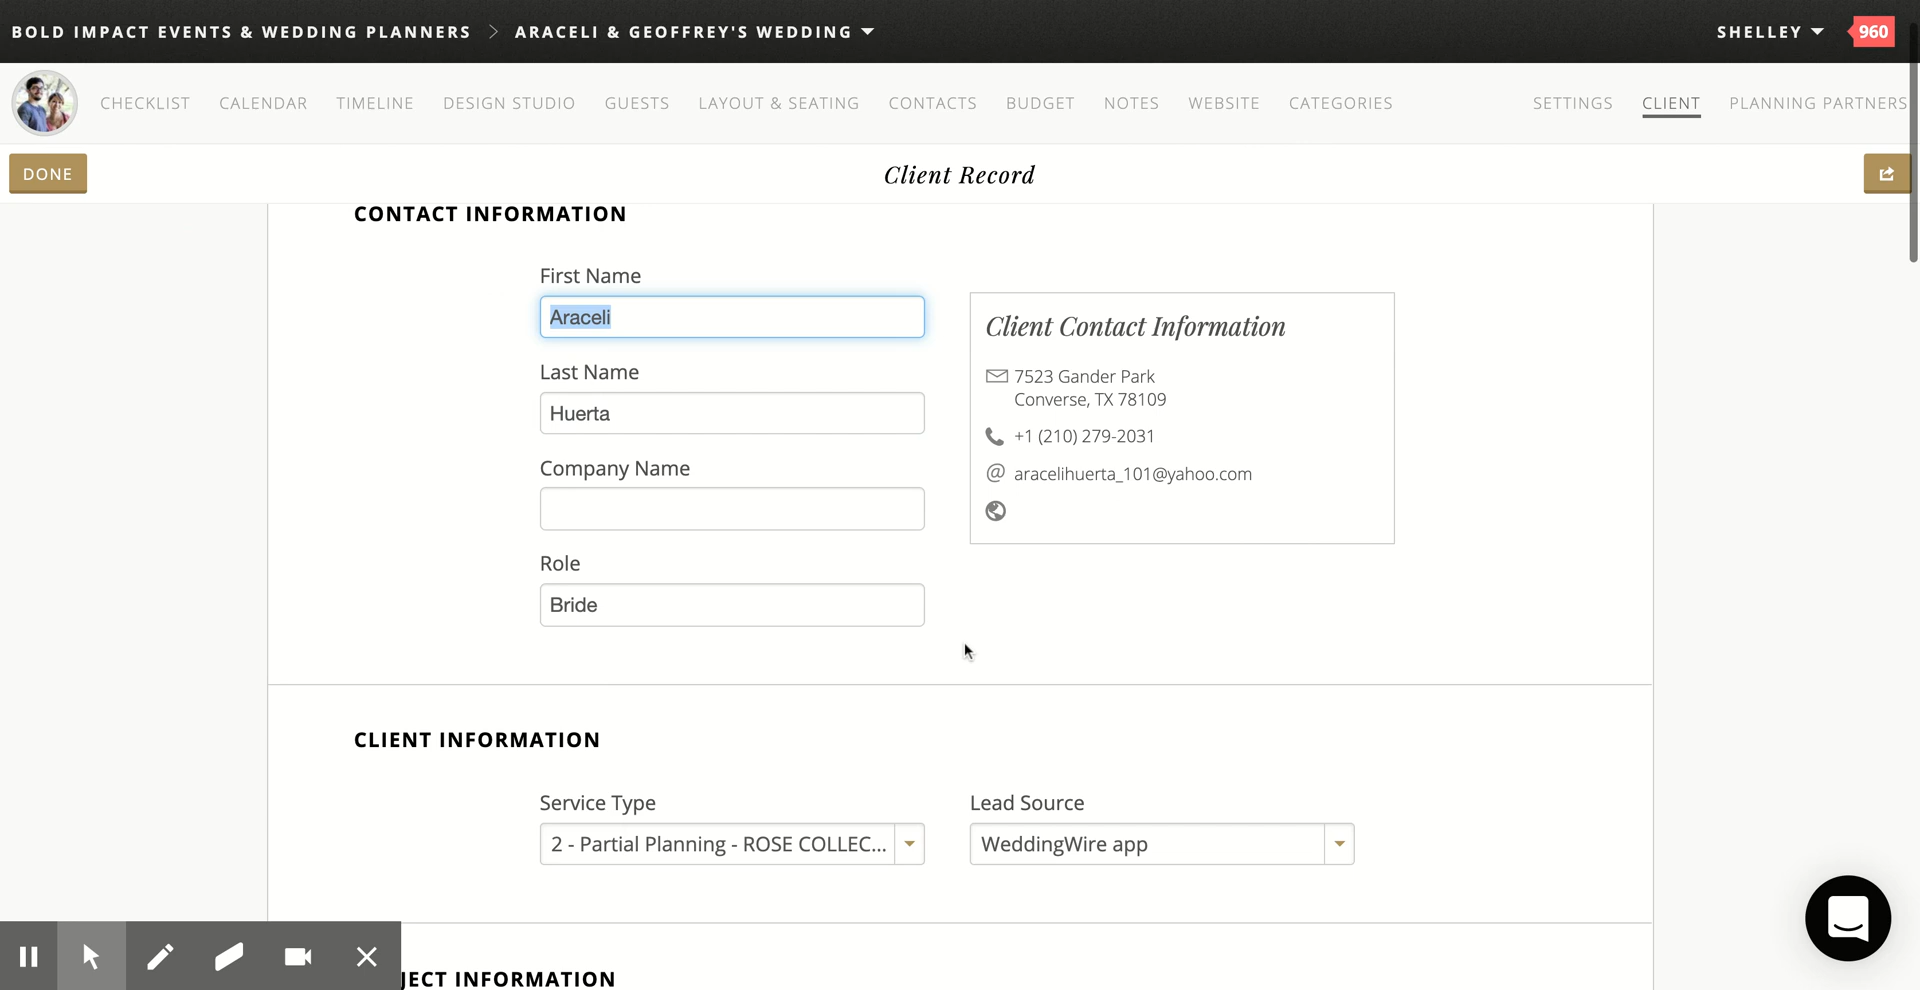 BOLD IMPACT EVENTS & WEDDING PLANNERS > ARACELI & GEOFFREY'S WEDDING
SHELLEY 960
CHECKLIST CALENDAR TIMELINE DESIGN STUDIO GUESTS LAYOUT & SEATING CONTACTS BUDGET NOTES WEBSITE CATEGORIES SETTINGS CLIENT PLANNING PARTNERS
DONE
Client Record
CONTACT INFORMATION
First Name
Araceli
Last Name
Huerta
Company Name
Role
Bride
Client Contact Information
7523 Gander Park
Converse, TX 78109
+1 (210) 279-2031
@ aracelihuerta_101@yahoo.com
CLIENT INFORMATION
Service Type
2 - Partial Planning - ROSE COLLEC...
Lead Source
WeddingWire app
JECT INFORMATION